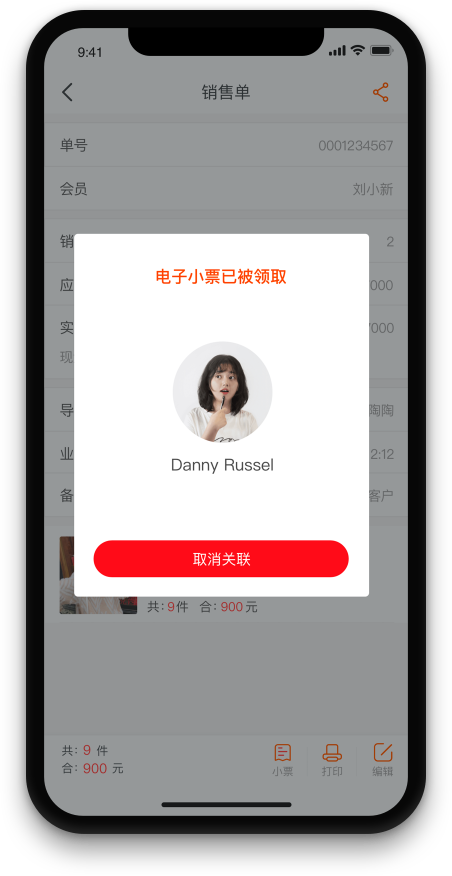 9:41
销售单
单号 0001234567
会员 刘小新
销 2
应 000
实 7000
现
导 陶陶
业 2:12
备 客户
电子小票已被领取
Danny Russel
取消关联
共：9件 合：900元
共：9 件
合：900 元
小票 打印 编辑